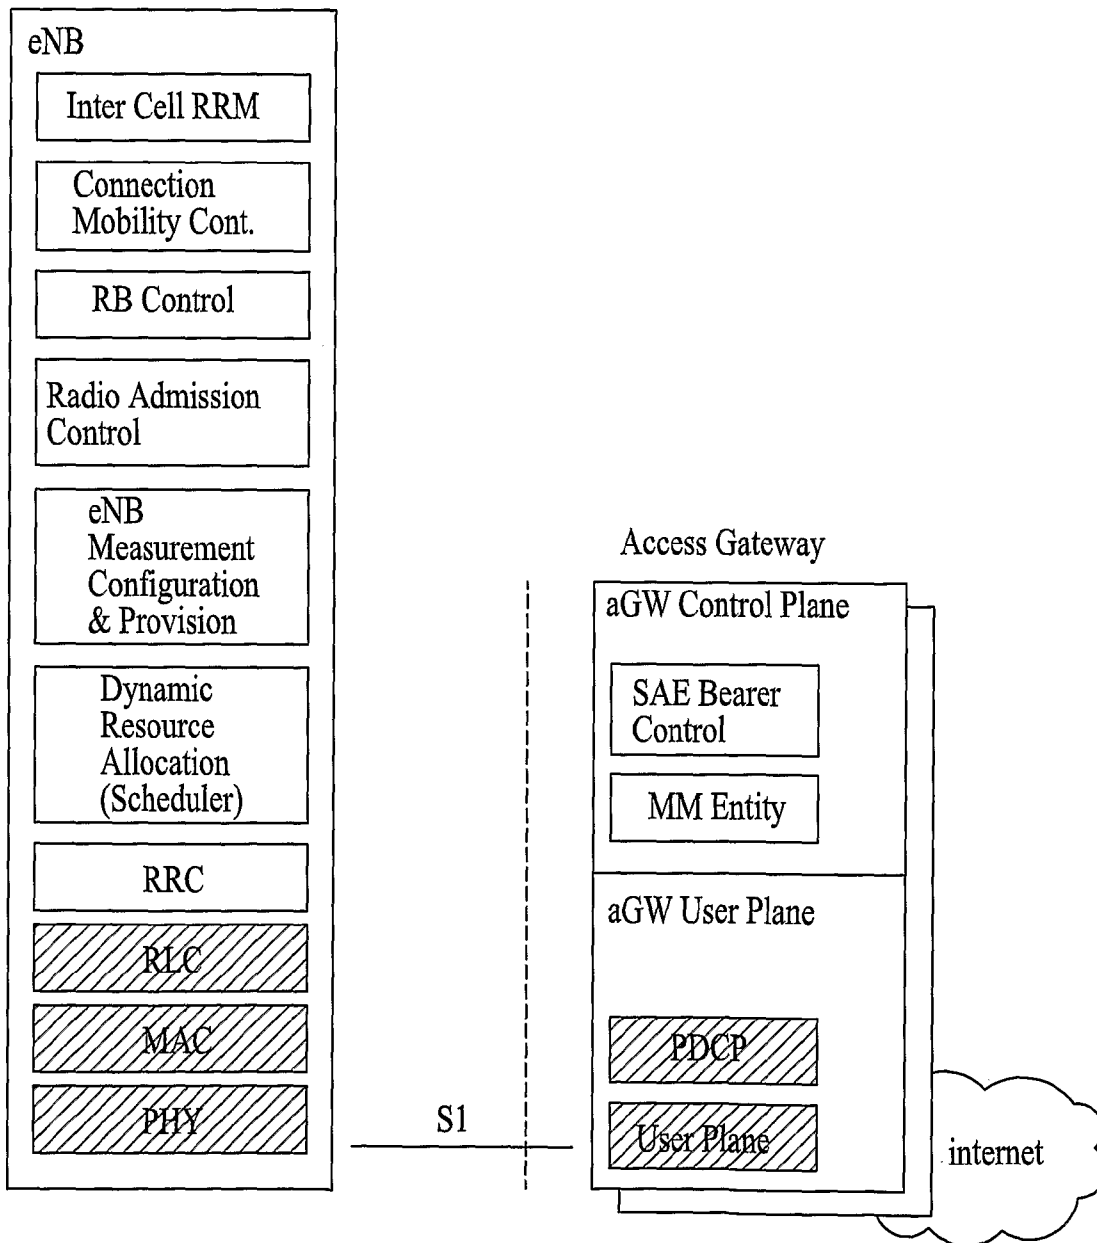 eNB
Inter Cell RRM
Connection
Mobility Cont.
RB Control
Radio Admission
Control
eNB
Measurement
Configuration
& Provision
Dynamic
Resource
Allocation
(Scheduler)
RRC
RLC
MAC
PHY
S1
Access Gateway
aGW Control Plane
SAE Bearer
Control
MM Entity
aGW User Plane
PDCP
User Plane
internet